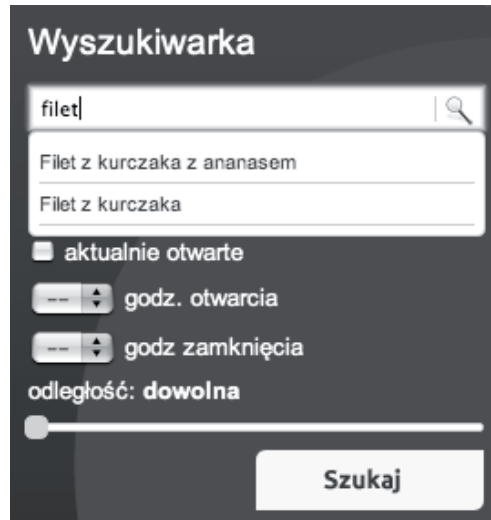 Wyszukiwarka
filet
Filet z kurczaka z ananasem
Filet z kurczaka
aktualnie otwarte
-- godz. otwarcia
-- godz zamknięcia
odległość: dowolna
Szukaj